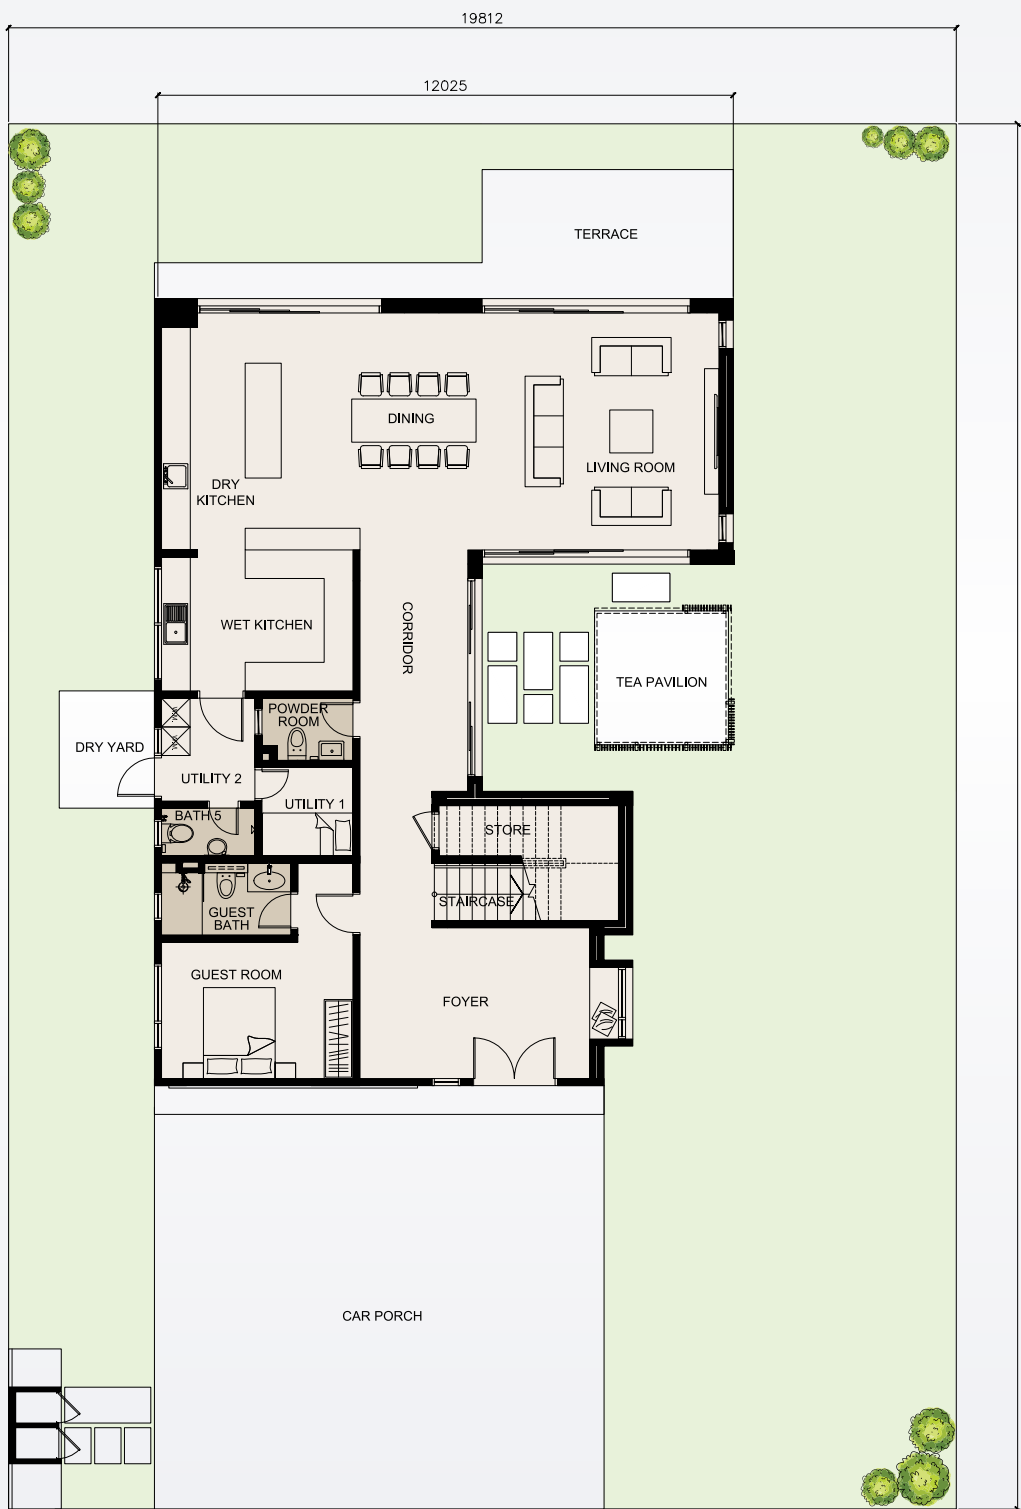 19812
12025
TERRACE
DINING
LIVING ROOM
DRY
KITCHEN
WET KITCHEN
CORRIDOR
TEA PAVILION
POWDER
ROOM
DRY YARD
UTILITY 2
UTILITY 1
BATH 5
STORE
STAIRCASE
GUEST
BATH
GUEST ROOM
FOYER
CAR PORCH